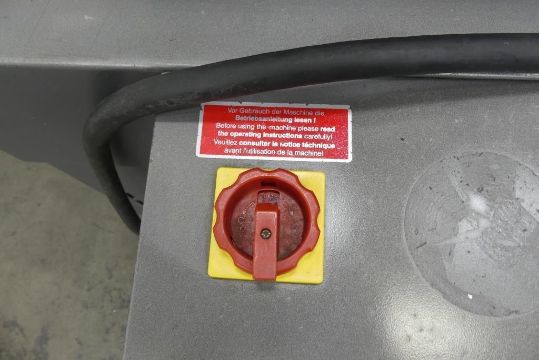 Vor Gebrauch der Maschine die
Betriebsanleitung lesen !
Before using the machine please read
the operating instructions carefully!
Veuillez consulter la notice téchnique
avant l'utilisation de la machine!